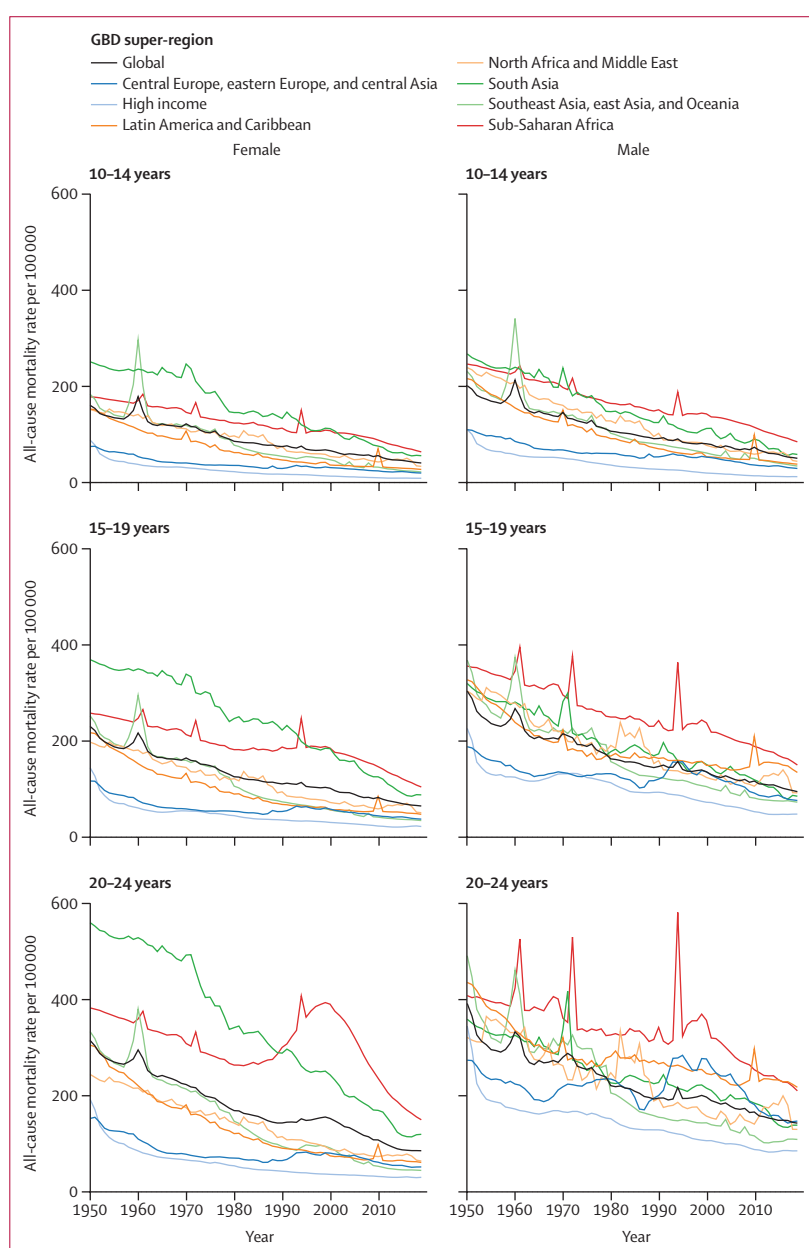 GBD super-region
Global
Central Europe, eastern Europe, and central Asia
High income
Latin America and Caribbean
North Africa and Middle East
South Asia
Southeast Asia, east Asia, and Oceania
Sub-Saharan Africa
Female
Male
10–14 years
10–14 years
600
400
200
0
All-cause mortality rate per 100 000
15–19 years
15–19 years
600
400
200
0
All-cause mortality rate per 100 000
20–24 years
20–24 years
600
400
200
0
All-cause mortality rate per 100 000
1950 1960 1970 1980 1990 2000 2010
1950 1960 1970 1980 1990 2000 2010
Year
Year